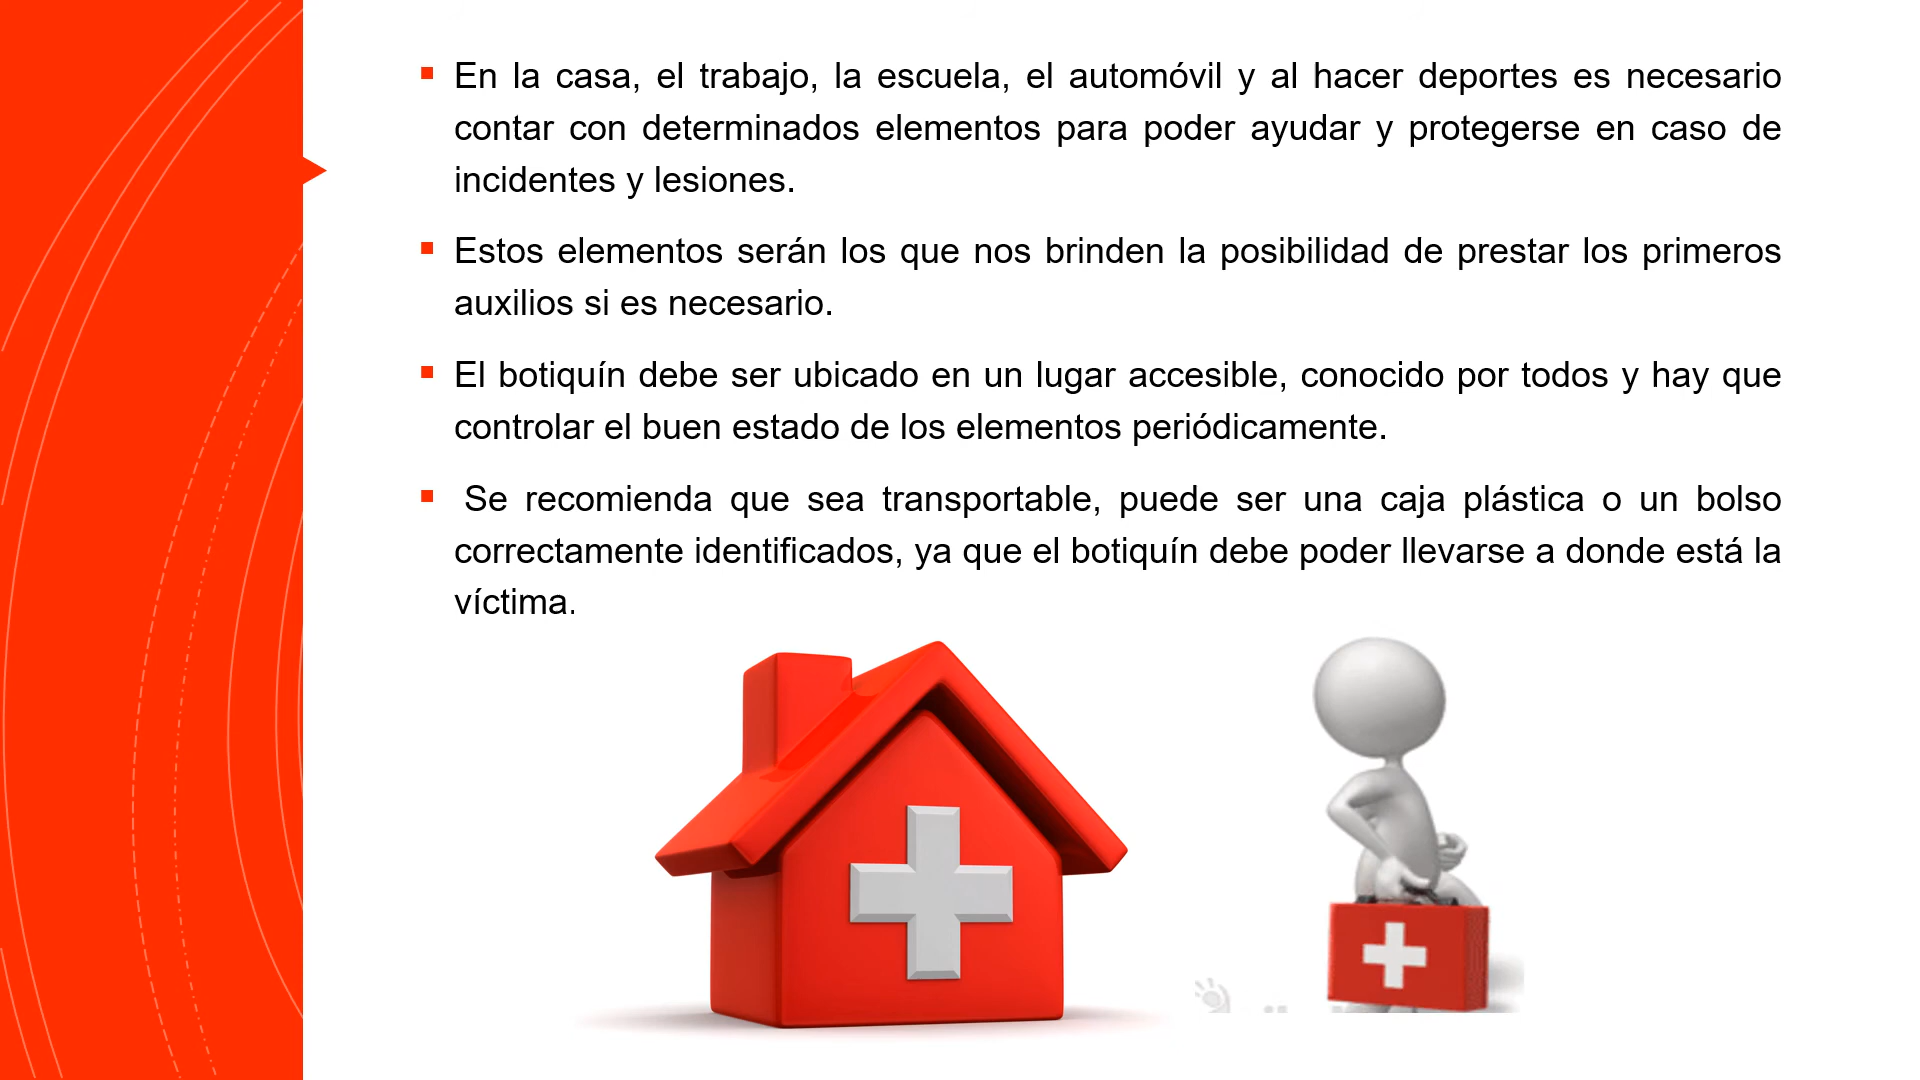 En la casa, el trabajo, la escuela, el automóvil y al hacer deportes es necesario
contar con determinados elementos para poder ayudar y protegerse en caso de
incidentes y lesiones.
Estos elementos serán los que nos brinden la posibilidad de prestar los primeros
auxilios si es necesario.
El botiquín debe ser ubicado en un lugar accesible, conocido por todos y hay que
controlar el buen estado de los elementos periódicamente.
Se recomienda que sea transportable, puede ser una caja plástica o un bolso
correctamente identificados, ya que el botiquín debe poder llevarse a donde está la
víctima.